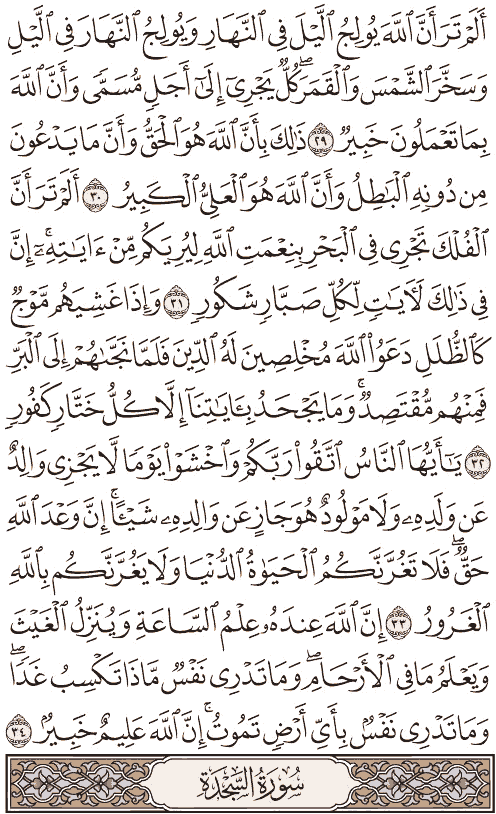 أَلَمْ تَرَ أَنَّ ٱللَّهَ يُولِجُ ٱلَّيْلَ فِى ٱلنَّهَارِ وَيُولِجُ ٱلنَّهَارَ فِى ٱلَّيْلِ
وَسَخَّرَ ٱلشَّمْسَ وَٱلْقَمَرَ كُلٌّۭ يَجْرِىٓ إِلَىٰٓ أَجَلٍۢ مُّسَمًّۭى وَأَنَّ ٱللَّهَ
بِمَا تَعْمَلُونَ خَبِيرٌۭ ٢٩ ذَٰلِكَ بِأَنَّ ٱللَّهَ هُوَ ٱلْحَقُّ وَأَنَّ مَا يَدْعُونَ
مِن دُونِهِ ٱلْبَٰطِلُ وَأَنَّ ٱللَّهَ هُوَ ٱلْعَلِىُّ ٱلْكَبِيرُ ٣٠ أَلَمْ تَرَ أَنَّ
ٱلْفُلْكَ تَجْرِى فِى ٱلْبَحْرِ بِنِعْمَتِ ٱللَّهِ لِيُرِيَكُم مِّنْ ءَايَٰتِهِۦٓ ۚ إِنَّ
فِى ذَٰلِكَ لَءَايَٰتٍۢ لِّكُلِّ صَبَّارٍۢ شَكُورٍۢ ٣١ وَإِذَا غَشِيَهُم مَّوْجٌۭ
كَٱلظُّلَلِ دَعَوُا۟ ٱللَّهَ مُخْلِصِينَ لَهُ ٱلدِّينَ فَلَمَّا نَجَّىٰهُمْ إِلَى ٱلْبَرِّ
فَمِنْهُم مُّقْتَصِدٌۭ ۚ وَمَا يَجْحَدُ بِـَٔايَٰتِنَآ إِلَّا كُلُّ خَتَّارٍۢ كَفُورٍۢ
٣٢ يَٰٓأَيُّهَا ٱلنَّاسُ ٱتَّقُوا۟ رَبَّكُمْ وَٱخْشَوْا۟ يَوْمًۭا لَّا يَجْزِى وَالِدٌ
عَن وَلَدِهِۦ وَلَا مَوْلُودٌ هُوَ جَازٍ عَن وَالِدِهِۦ شَيْـًٔا ۚ إِنَّ وَعْدَ ٱللَّهِ
حَقٌّۭ ۖ فَلَا تَغُرَّنَّكُمُ ٱلْحَيَوٰةُ ٱلدُّنْيَا وَلَا يَغُرَّنَّكُم بِٱللَّهِ
ٱلْغَرُورُ ٣٣ إِنَّ ٱللَّهَ عِندَهُۥ عِلْمُ ٱلسَّاعَةِ وَيُنَزِّلُ ٱلْغَيْثَ
وَيَعْلَمُ مَا فِى ٱلْأَرْحَامِ ۖ وَمَا تَدْرِى نَفْسٌۭ مَّاذَا تَكْسِبُ غَدًۭا ۖ
وَمَا تَدْرِى نَفْسٌۢ بِأَىِّ أَرْضٍۢ تَمُوتُ ۚ إِنَّ ٱللَّهَ عَلِيمٌ خَبِيرٌۢ ٣٤
سُورَةُ السَّجْدَةِ